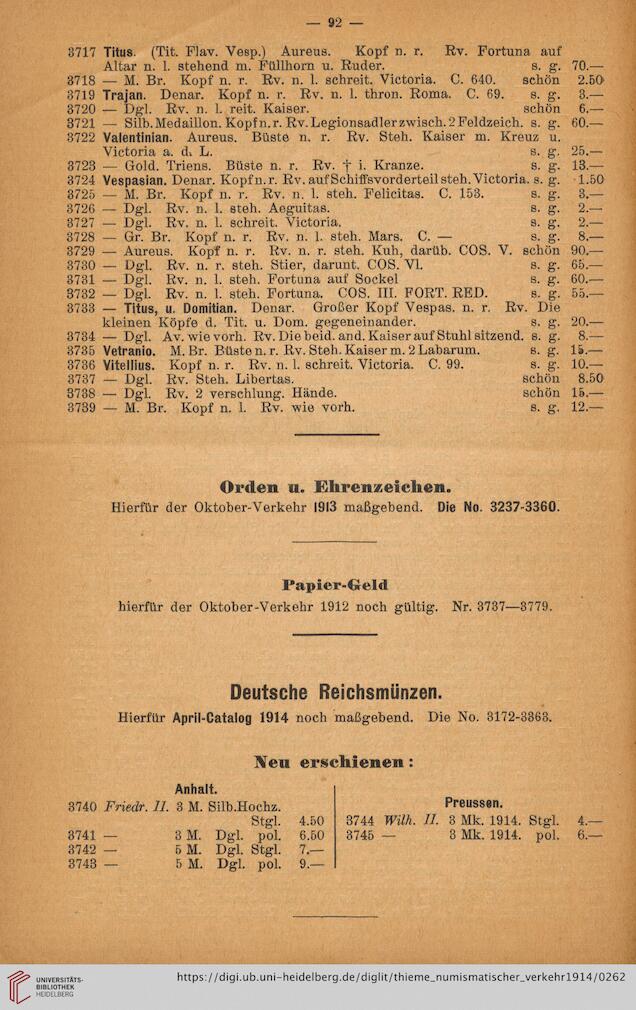 — 92 —
3717 Titus. (Tit. Flav. Vesp.) Aureus. Kopf n. r. Rv. Fortuna auf
Altar n. l. stehend m. Füllhorn u. Ruder. s. g. 70.—
3718 — M. Br. Kopf n. r. Rv. n. l. schreit. Victoria. C. 640. schön 2.50
3719 Trajan. Denar. Kopf n. r. Rv. n. l. thron. Roma. C. 69. s. g. 3.—
3720 — Dgl. Rv. n. l. reit. Kaiser. schön 6.—
3721 — Silb. Medaillon. Kopf n. r. Rv. Legionsadler zwisch. 2 Feldzeich. s. g. 60.—
3722 Valentinian. Aureus. Büste n. r. Rv. Steh. Kaiser m. Kreuz u.
Victoria a. d. L. s. g. 25.—
3723 — Gold. Triens. Büste n. r. Rv. † i. Kranze. s. g. 13.—
3724 Vespasian. Denar. Kopf n. r. Rv. auf Schiffsvorderteil steh. Victoria. s. g. 1.50
3725 — M. Br. Kopf n. r. Rv. n. l. steh. Felicitas. C. 153. s. g. 3.—
3726 — Dgl. Rv. n. l. steh. Aeguitas. s. g. 2.—
3727 — Dgl. Rv. n. l. schreit. Victoria. s. g. 2.—
3728 — Gr. Br. Kopf n. r. Rv. n. l. steh. Mars. C. — s. g. 8.—
3729 — Aureus. Kopf n. r. Rv. n. r. steh. Kuh, darüb. COS. V. schön 90.—
3730 — Dgl. Rv. n. r. steh. Stier, darunt. COS. VI. s. g. 65.—
3731 — Dgl. Rv. n. l. steh. Fortuna auf Sockel s. g. 60.—
3732 — Dgl. Rv. n. l. steh. Fortuna. COS. III. FORT. RED. s. g. 55.—
3733 — Titus, u. Domitian. Denar. Großer Kopf Vespas. n. r. Rv. Die
kleinen Köpfe d. Tit. u. Dom. gegeneinander. s. g. 20.—
3734 — Dgl. Av. wie vorh. Rv. Die beid. and. Kaiser auf Stuhl sitzend. s. g. 8.—
3735 Vetranio. M. Br. Büste n. r. Rv. Steh. Kaiser m. 2 Labarum. s. g. 15.—
3736 Vitellius. Kopf n. r. Rv. n. l. schreit. Victoria. C. 99. s. g. 10.—
3737 — Dgl. Rv. Steh. Libertas. schön 8.50
3738 — Dgl. Rv. 2 verschlung. Hände. schön 15.—
3739 — M. Br. Kopf n. l. Rv. wie vorh. s. g. 12.—
Orden u. Ehrenzeichen.
Hierfür der Oktober-Verkehr 1913 maßgebend. Die No. 3237-3360.
Papier-Geld
hierfür der Oktober-Verkehr 1912 noch gültig. Nr. 3737—3779.
Deutsche Reichsmünzen.
Hierfür April-Catalog 1914 noch maßgebend. Die No. 3172-3363.
Neu erschienen:
Anhalt.
3740 Friedr. II. 3 M. Silb.Hochz.
Stgl. 4.50
3741 — 3 M. Dgl. pol. 6.50
3742 — 5 M. Dgl. Stgl. 7.—
3743 — 5 M. Dgl. pol. 9.—
Preussen.
3744 Wilh. II. 3 Mk. 1914. Stgl. 4.—
3745 — 3 Mk. 1914. pol. 6.—
UNIVERSITÄTS-
BIBLIOTHEK
HEIDELBERG
https://digi.ub.uni-heidelberg.de/diglit/thieme_numismatischer_verkehr1914/0262